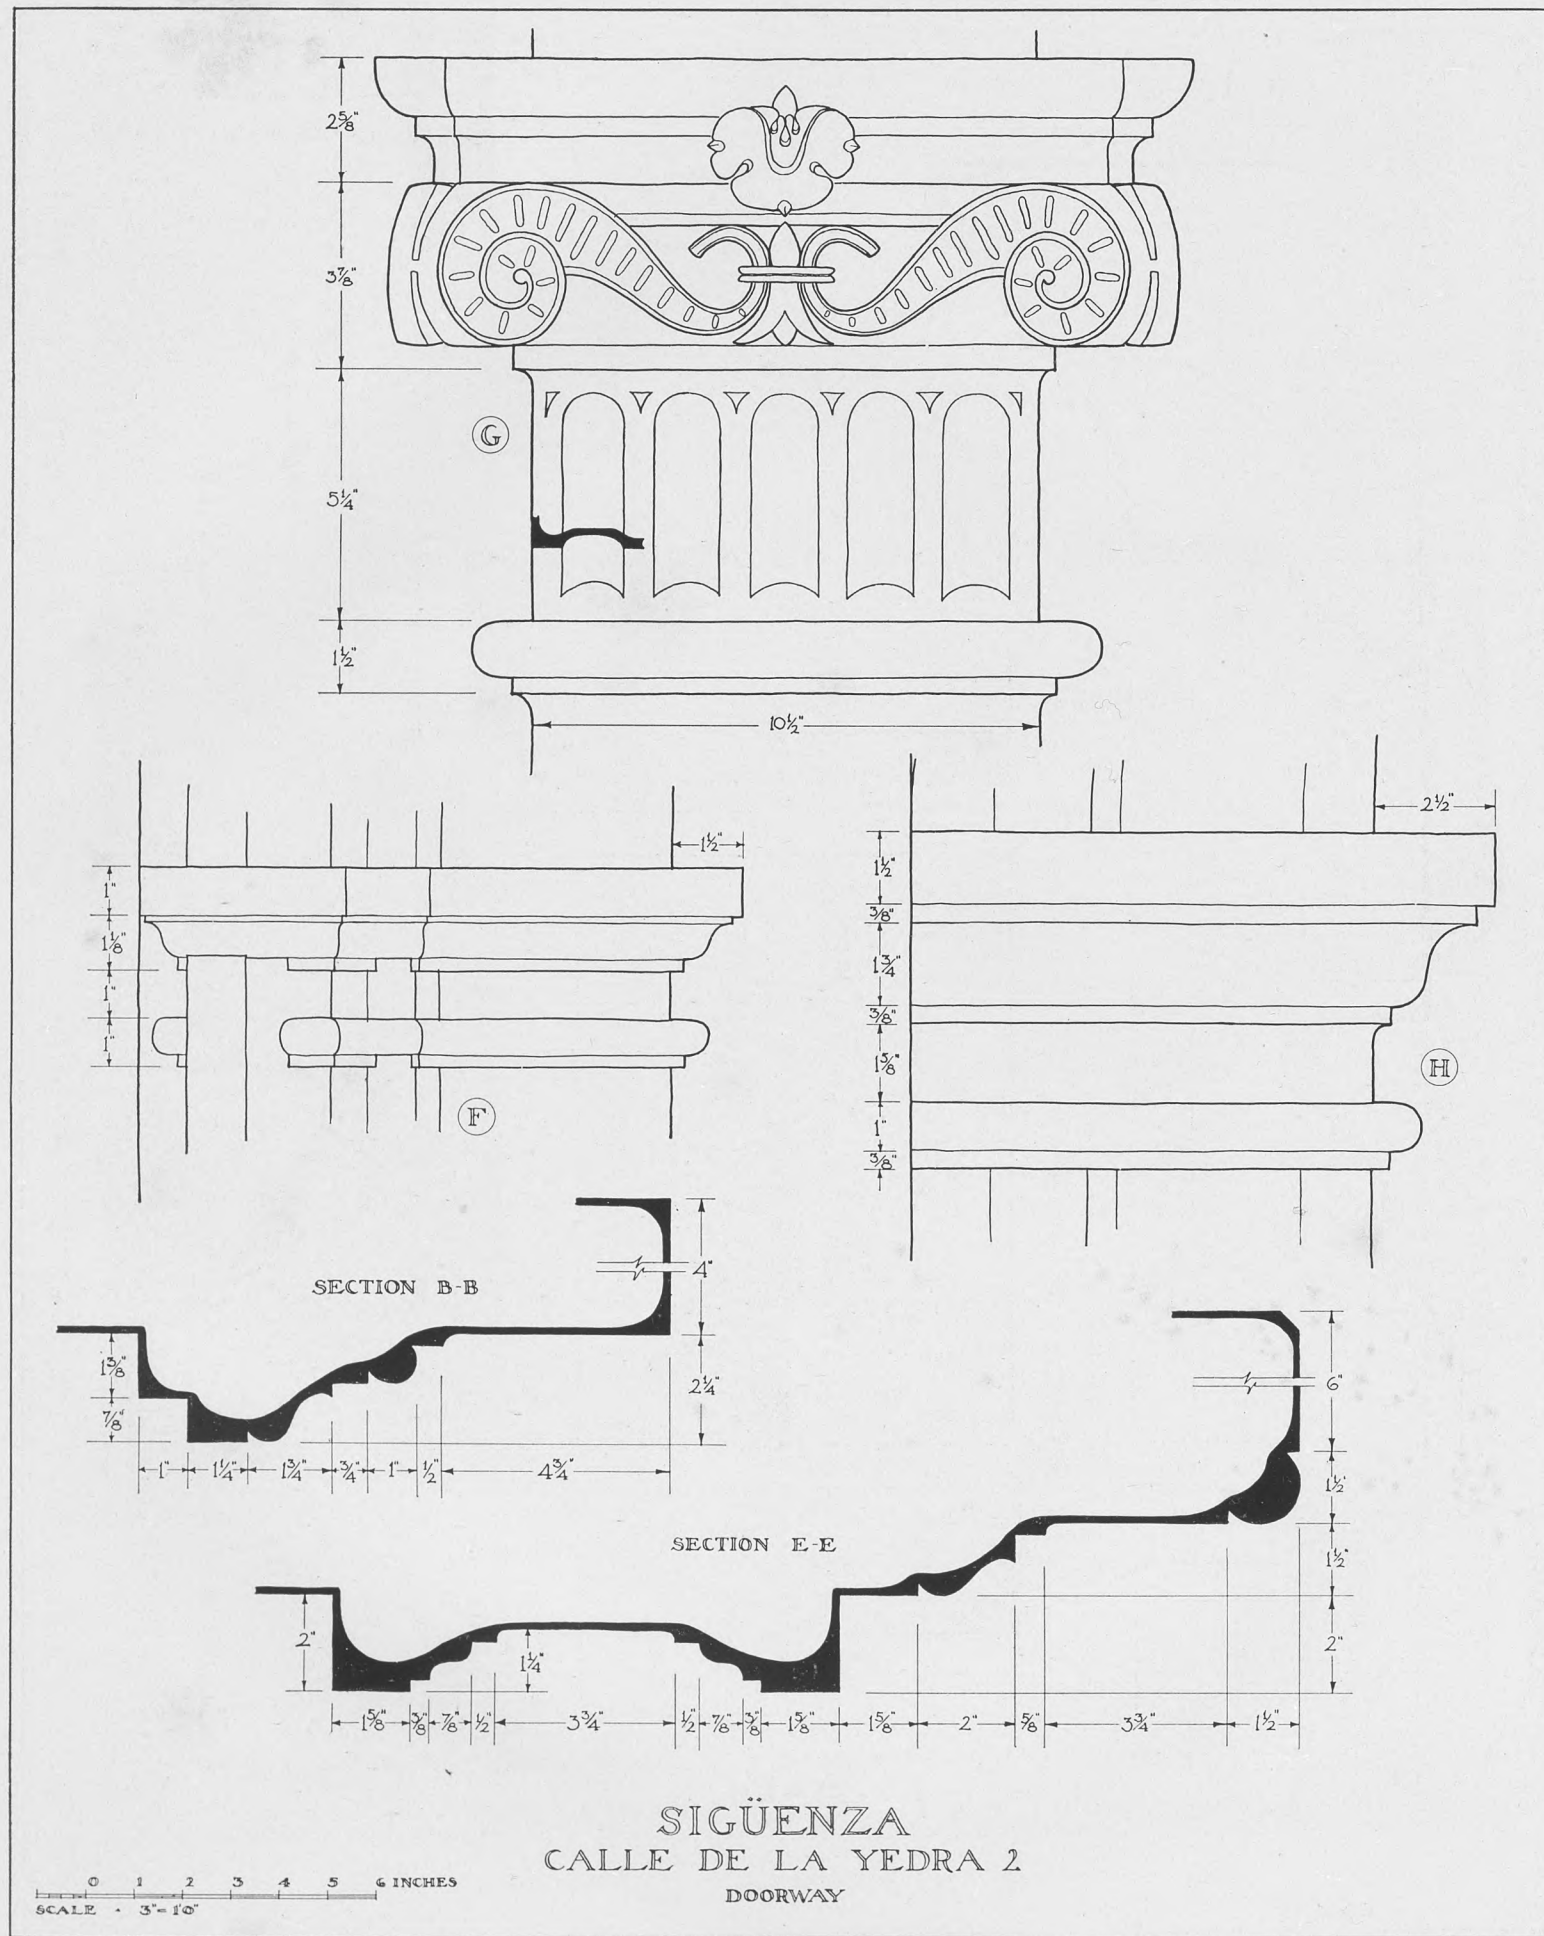 2⅝"
3⅞"
G
5¼"
1½"
10½"
2½"
1½"
1½"
1"
⅜"
1⅛"
1¾"
1"
⅜"
1"
1⅝"
H
F
1"
⅜"
4"
SECTION B-B
1⅜"
6"
2¼"
⅞"
1" 1¼" 1¾" ¾" 1" ½" 4¾"
1½"
SECTION E-E
1½"
2"
1¼"
2"
1⅝" ⅜" ⅞" ½" 3¾" ½" ⅞" ⅜" 1⅝" 1⅝" 2" ⅝" 3¾" 1½"
SIGÜENZA
CALLE DE LA YEDRA 2
DOORWAY
0 1 2 3 4 5 6 INCHES
SCALE · 3"=1'0"